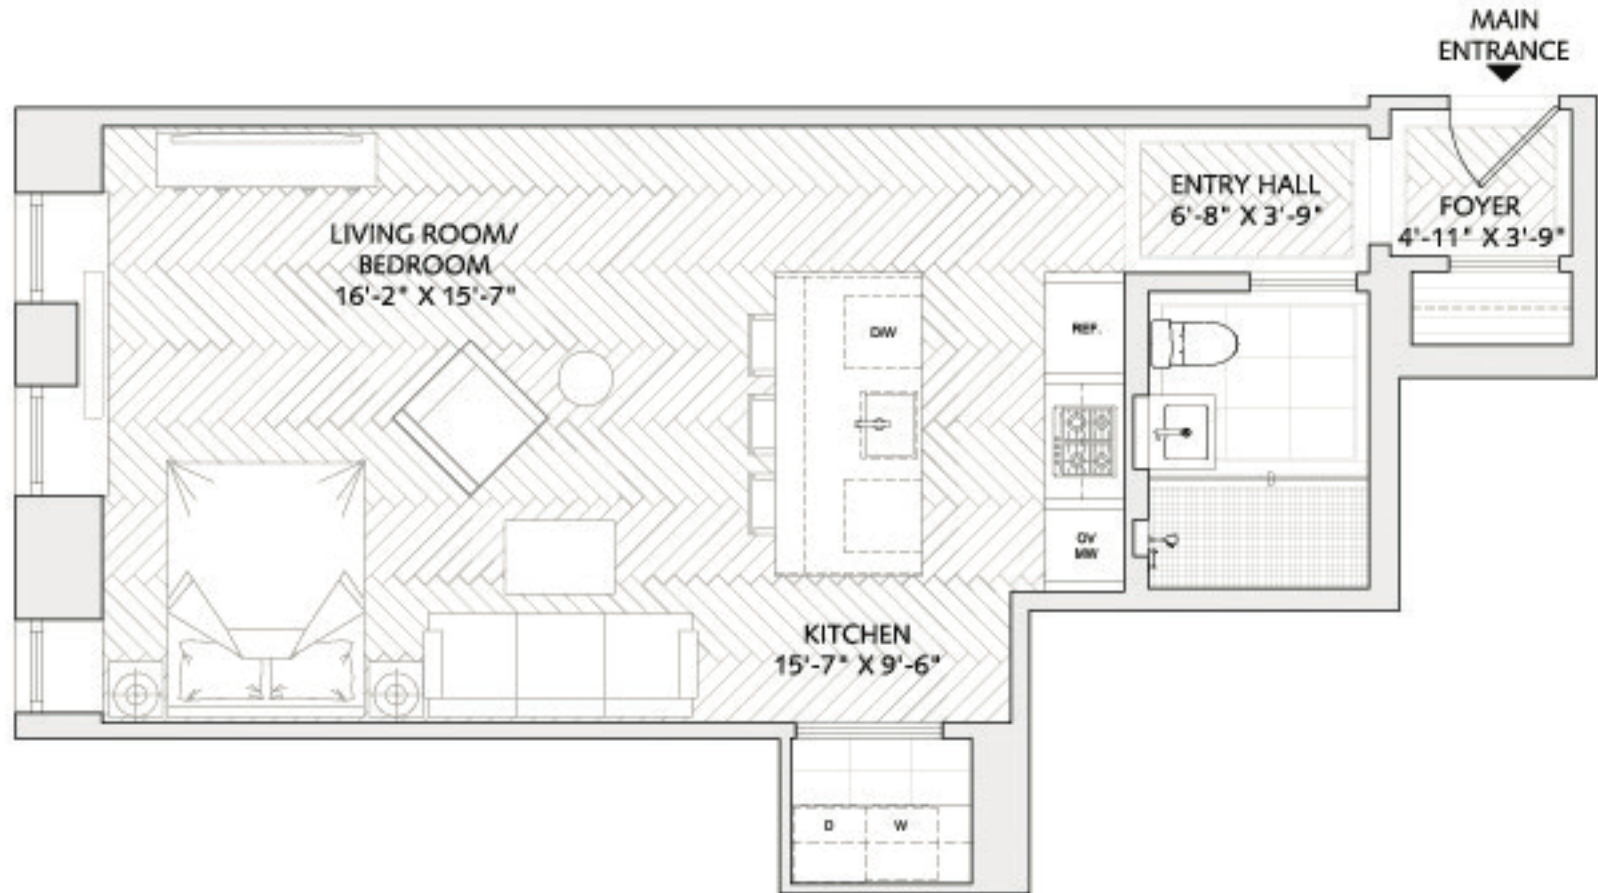 MAIN
ENTRANCE
ENTRY HALL
6'-8" X 3'-9"
FOYER
4'-11" X 3'-9"
LIVING ROOM/
BEDROOM
16'-2" X 15'-7"
D/W
REF.
OV
MW
KITCHEN
15'-7" X 9'-6"
D
W